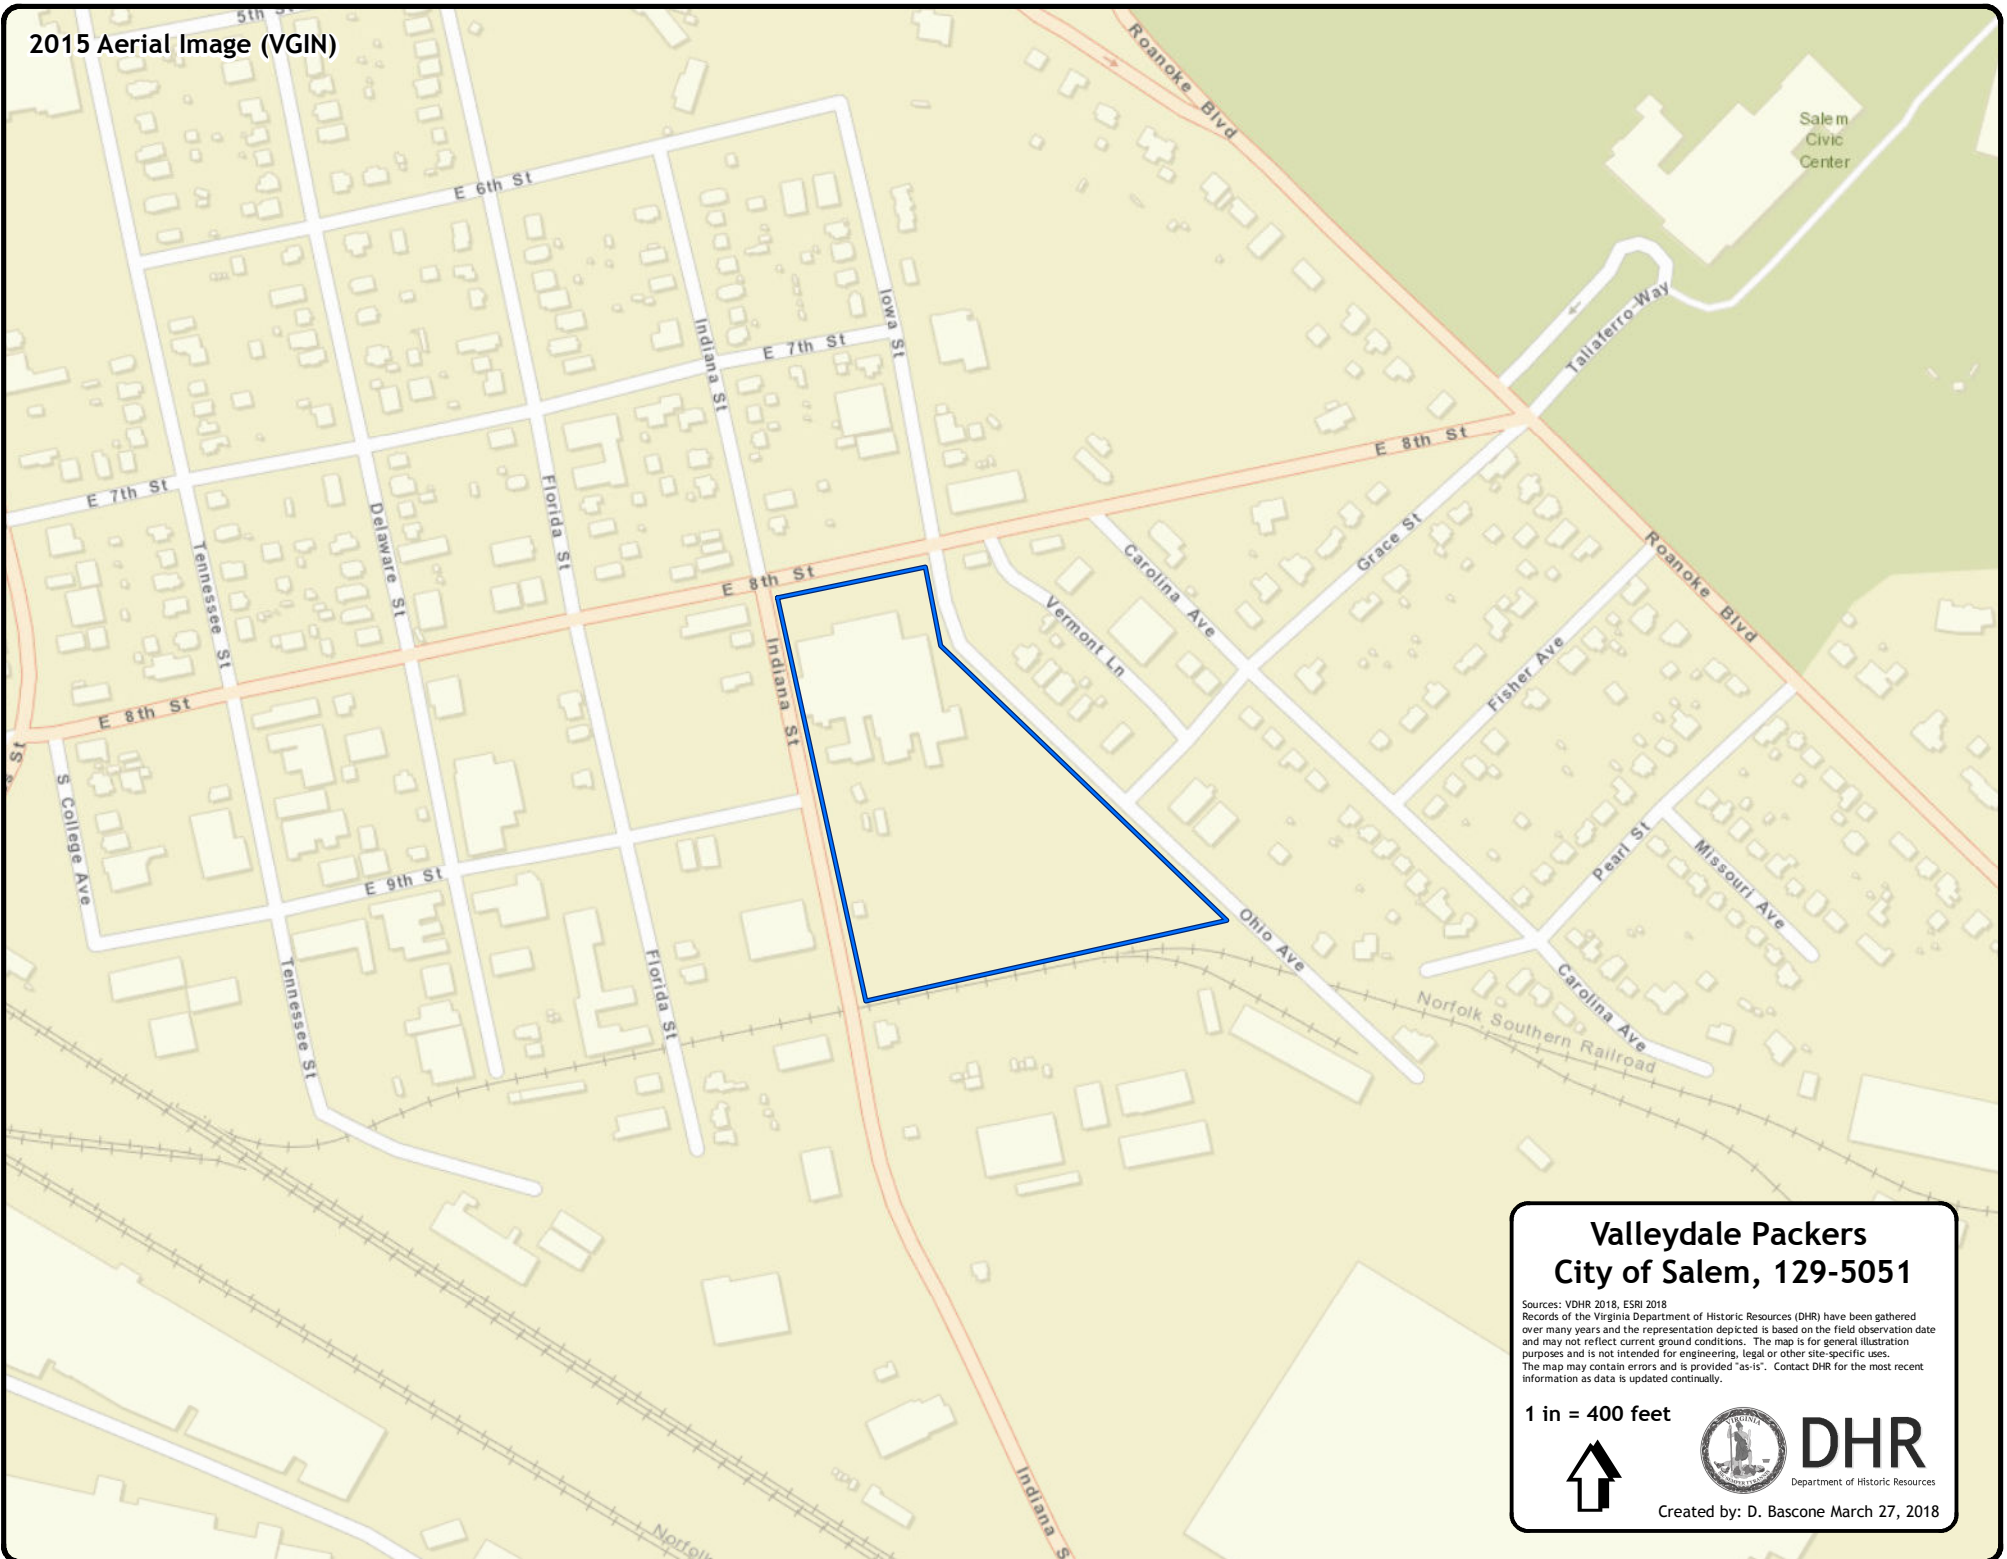 5th St
2015 Aerial Image (VGIN)
Roanoke Blvd
Salem
Civic
Center
E 6th St
Iowa St
Taliaferro Way
Indiana St
E 7th St
E 8th St
E 7th St
Florida St
Delaware St
Tennessee St
Grace St
Carolina Ave
Roanoke Blvd
E 8th St
Vermont Ln
Indiana St
Fisher Ave
E 8th St
St
S College Ave
Pearl St
Missouri Ave
E 9th St
Ohio Ave
Florida St
Tennessee St
Carolina Ave
Norfolk Southern Railroad
Indiana S
Norfolk
Valleydale Packers
City of Salem, 129-5051
Sources: VDHR 2018, ESRI 2018
Records of the Virginia Department of Historic Resources (DHR) have been gathered
over many years and the representation depicted is based on the field observation date
and may not reflect current ground conditions. The map is for general illustration
purposes and is not intended for engineering, legal or other site-specific uses.
The map may contain errors and is provided "as-is". Contact DHR for the most recent
information as data is updated continually.
1 in = 400 feet
VIRGINIA
DHR
Department of Historic Resources
Created by: D. Bascone March 27, 2018